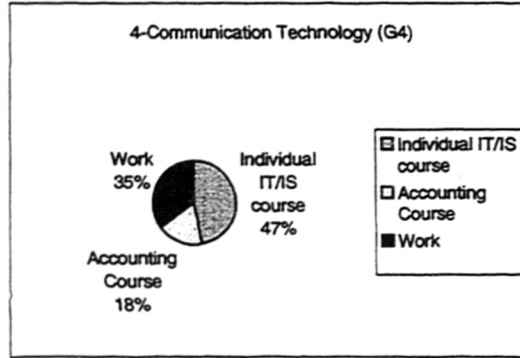 4-Communication Technology (G4)
Work
35%
Individual
IT/IS
course
47%
Accounting
Course
18%
Individual IT/IS
course
Accounting
Course
Work